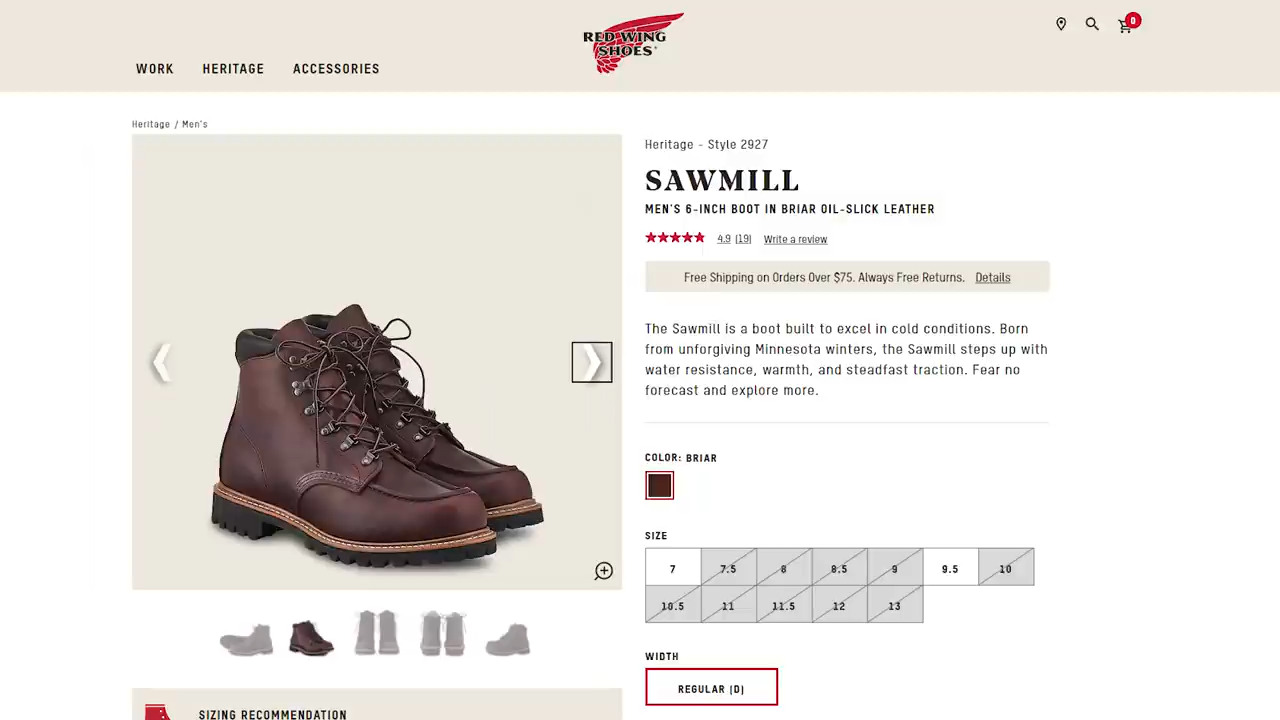 0
RED WING
SHOES
WORK HERITAGE ACCESSORIES
Heritage / Men's
Heritage - Style 2927
SAWMILL
MEN'S 6-INCH BOOT IN BRIAR OIL-SLICK LEATHER
4.9 (19) Write a review
Free Shipping on Orders Over $75. Always Free Returns. Details
The Sawmill is a boot built to excel in cold conditions. Born
from unforgiving Minnesota winters, the Sawmill steps up with
water resistance, warmth, and steadfast traction. Fear no
forecast and explore more.
COLOR: BRIAR
SIZE
7 7.5 8 8.5 9 9.5 10
10.5 11 11.5 12 13
WIDTH
REGULAR (D)
SIZING RECOMMENDATION